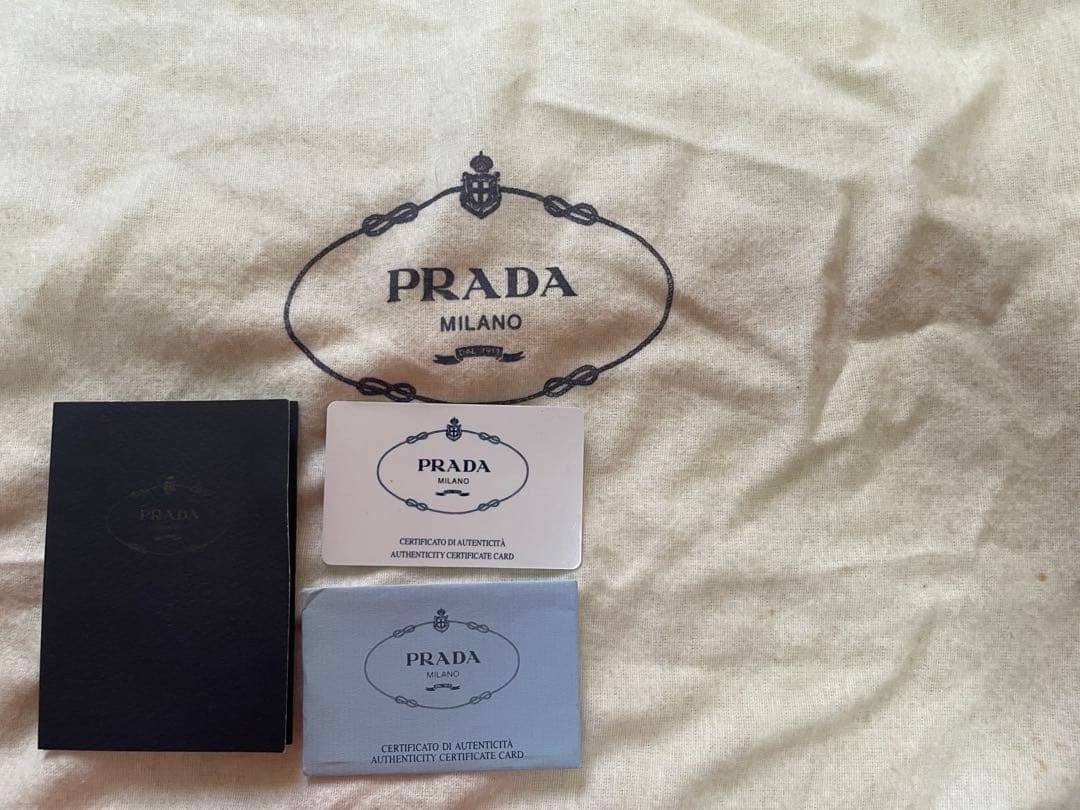 PRADA
MILANO
DAL 1913
PRADA
PRADA
MILANO
CERTIFICATO DI AUTENTICITÀ
AUTHENTICITY CERTIFICATE CARD
PRADA
MILANO
CERTIFICATO DI AUTENTICITÀ
AUTHENTICITY CERTIFICATE CARD